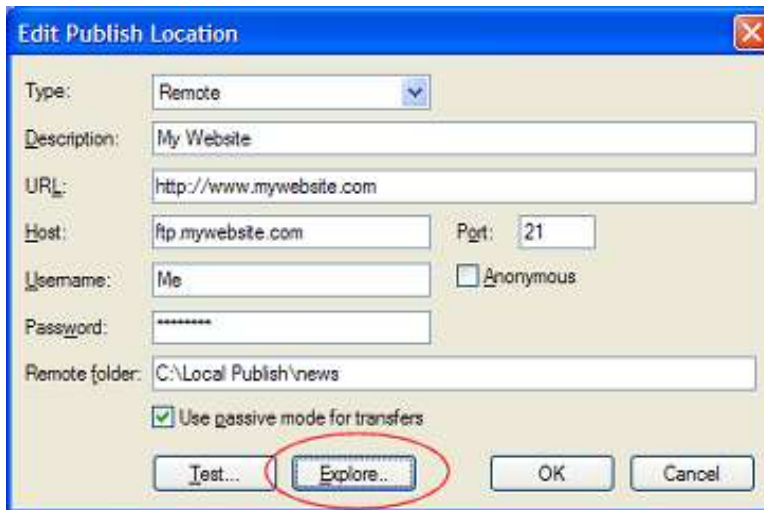 Edit Publish Location
Type: Remote
Description: My Website
URL: http://www.mywebsite.com
Host: ftp.mywebsite.com Port: 21
Username: Me Anonymous
Password: ********
Remote folder: C:\Local Publish\news
Use passive mode for transfers
Test... Explore.. OK Cancel